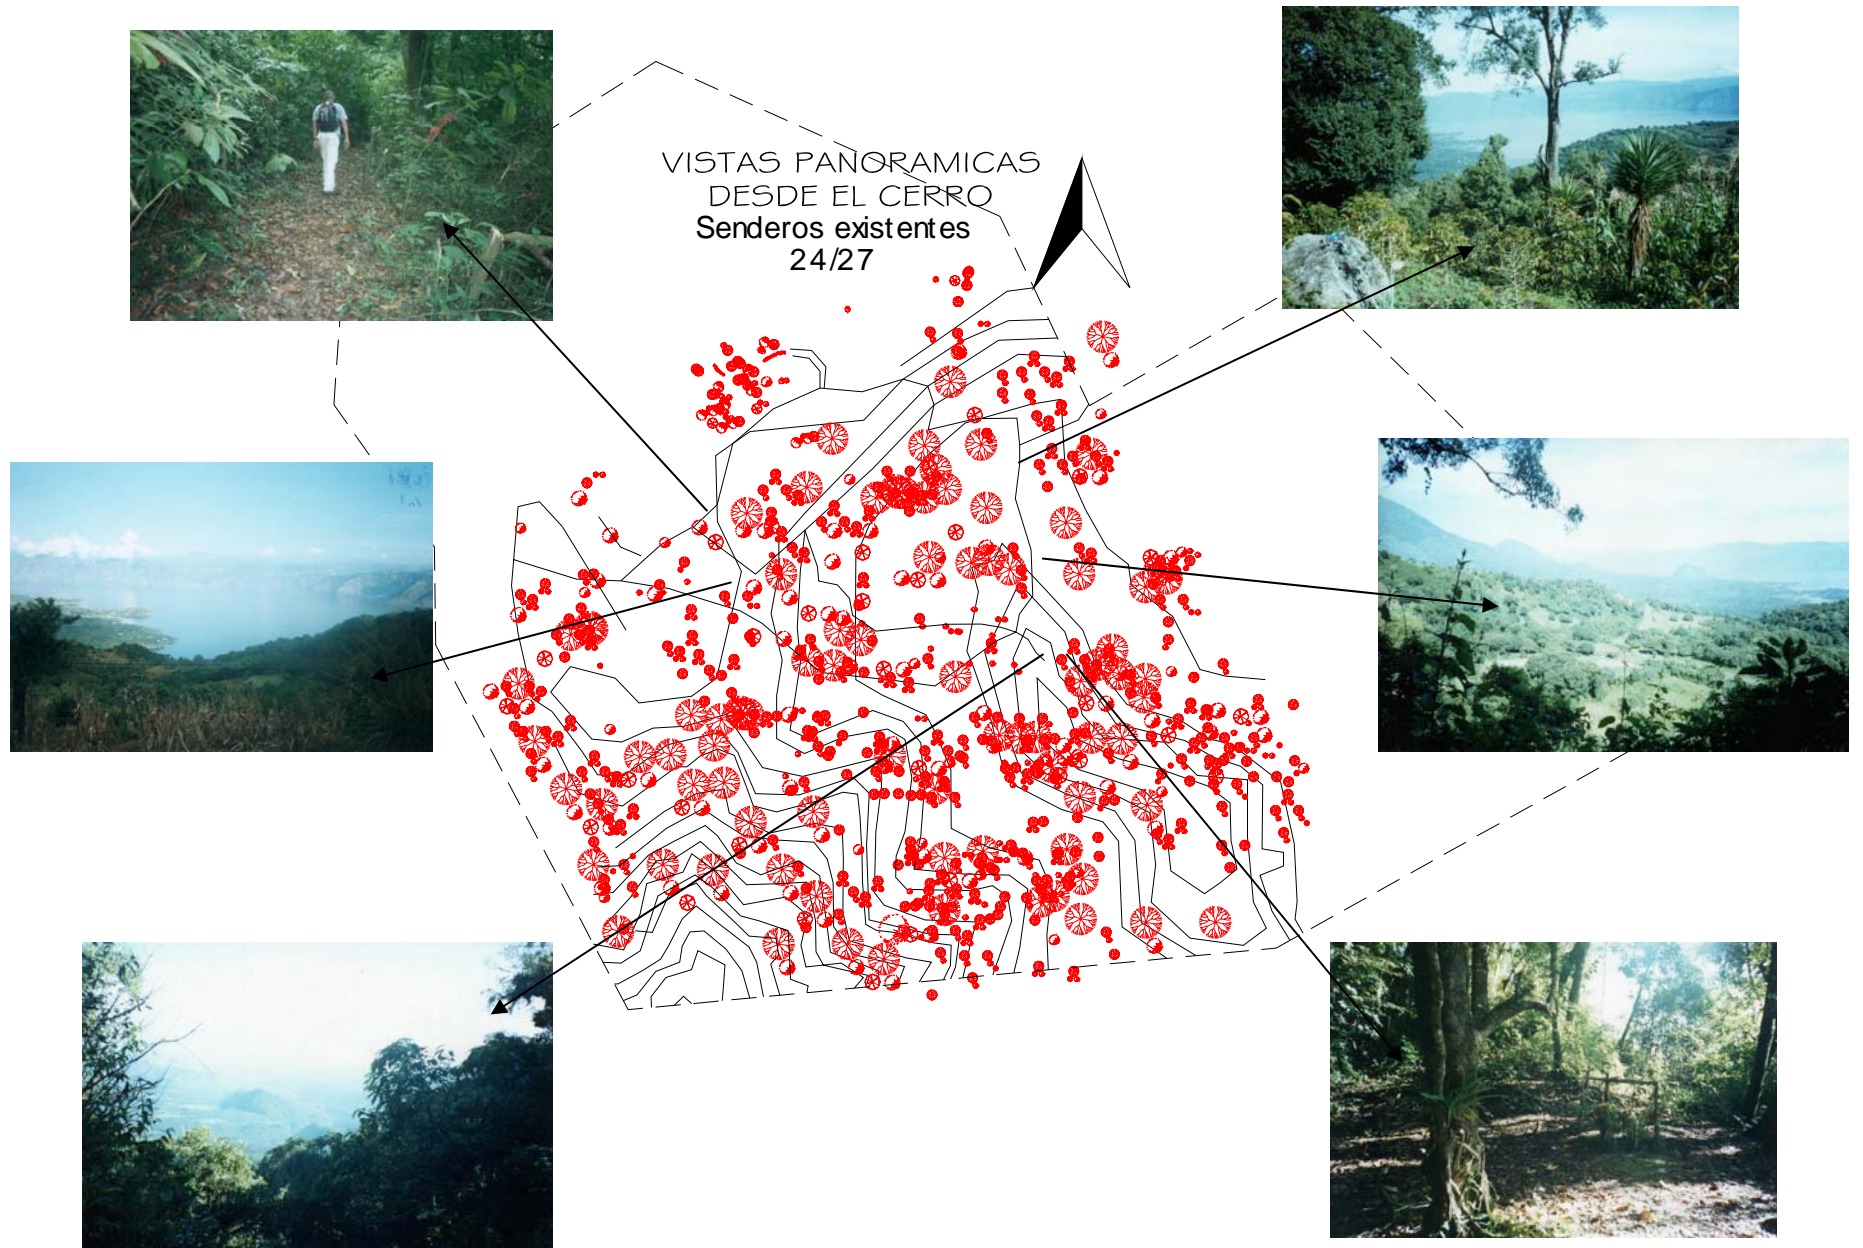 VISTAS PANORAMICAS
DESDE EL CERRO
Senderos existentes
24/27